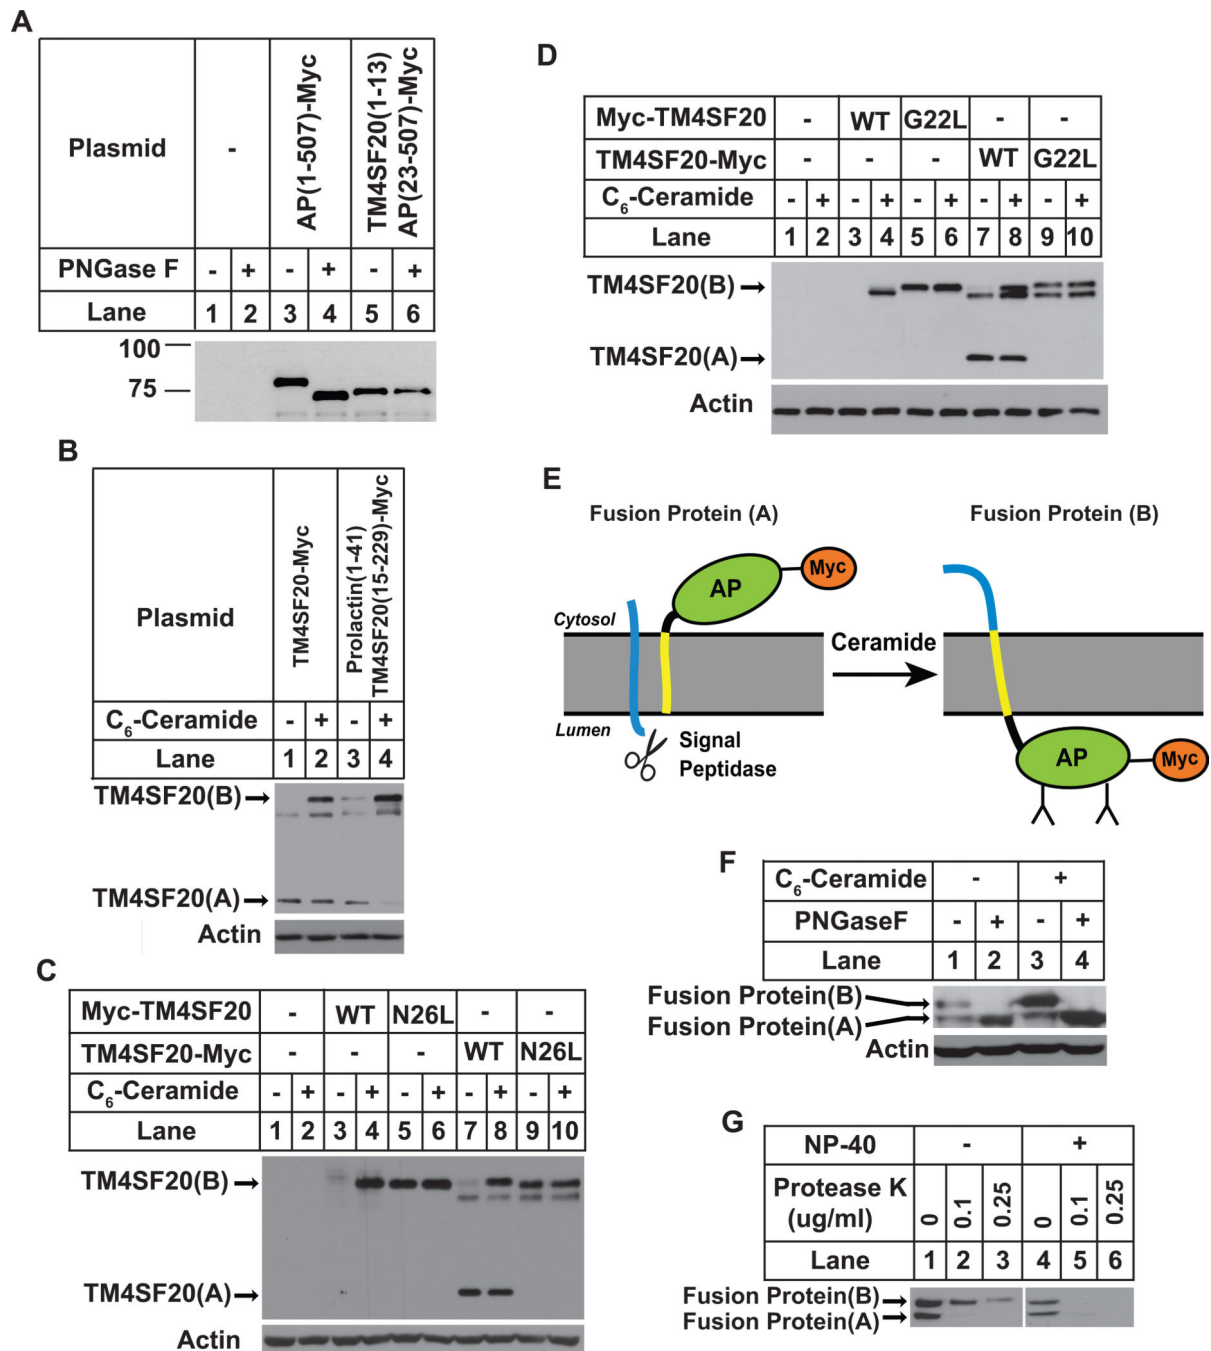 A
Plasmid
-
AP(1-507)-Myc
TM4SF20(1-13)
AP(23-507)-Myc
PNGase F - + - + - +
Lane 1 2 3 4 5 6
100
75
B
Plasmid
TM4SF20-Myc
Prolactin(1-41)
TM4SF20(15-229)-Myc
C6-Ceramide - + - +
Lane 1 2 3 4
TM4SF20(B)
TM4SF20(A)
Actin
C
Myc-TM4SF20 - WT N26L - -
TM4SF20-Myc - - - WT N26L
C6-Ceramide - + - + - + - + - +
Lane 1 2 3 4 5 6 7 8 9 10
TM4SF20(B)
TM4SF20(A)
Actin
D
Myc-TM4SF20 - WT G22L - -
TM4SF20-Myc - - - WT G22L
C6-Ceramide - + - + - + - + - +
Lane 1 2 3 4 5 6 7 8 9 10
TM4SF20(B)
TM4SF20(A)
Actin
E
Fusion Protein (A)
Fusion Protein (B)
AP
Myc
Cytosol
Ceramide
Lumen
Signal
Peptidase
AP
Myc
F
C6-Ceramide - +
PNGaseF - + - +
Lane 1 2 3 4
Fusion Protein(B)
Fusion Protein(A)
Actin
G
NP-40 - +
Protease K
(ug/ml)
0 0.1 0.25 0 0.1 0.25
Lane 1 2 3 4 5 6
Fusion Protein(B)
Fusion Protein(A)